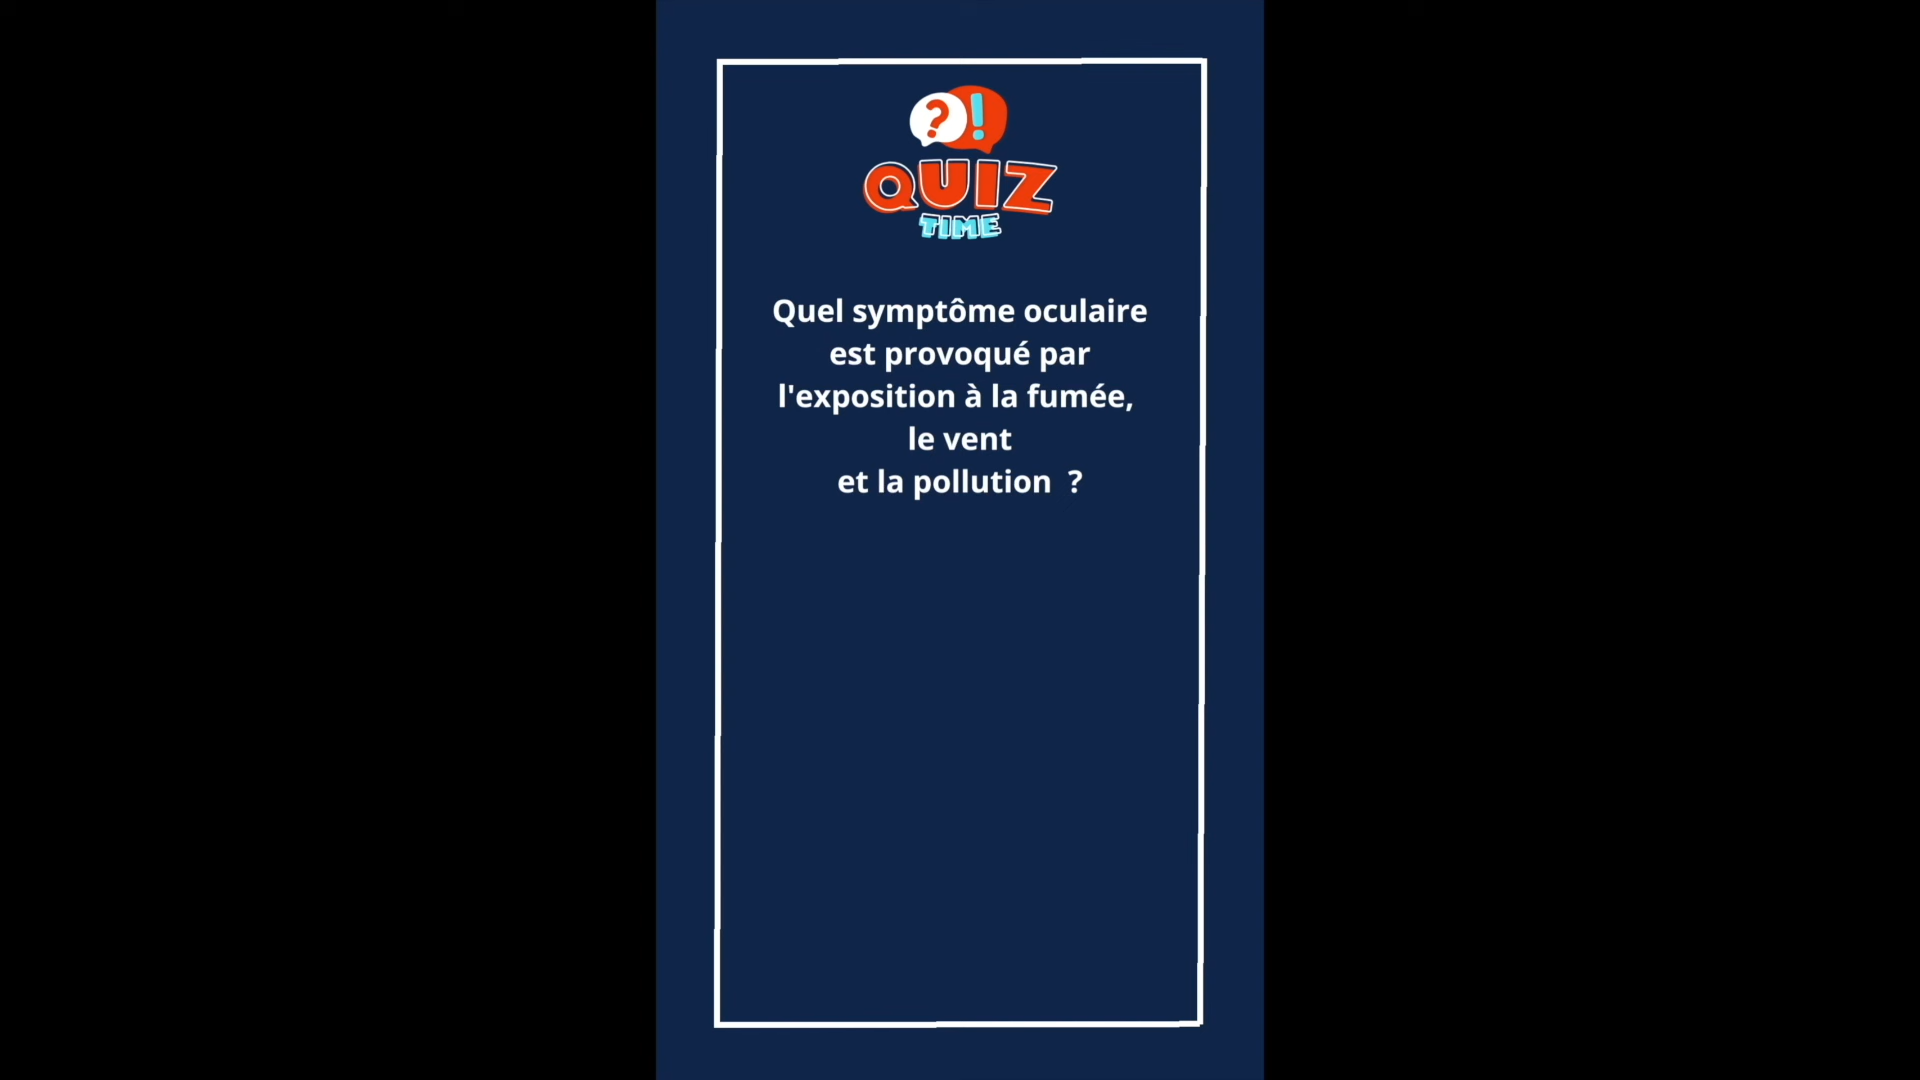 ?!
QUIZ
TIME
Quel symptôme oculaire
est provoqué par
l'exposition à la fumée,
le vent
et la pollution  ?